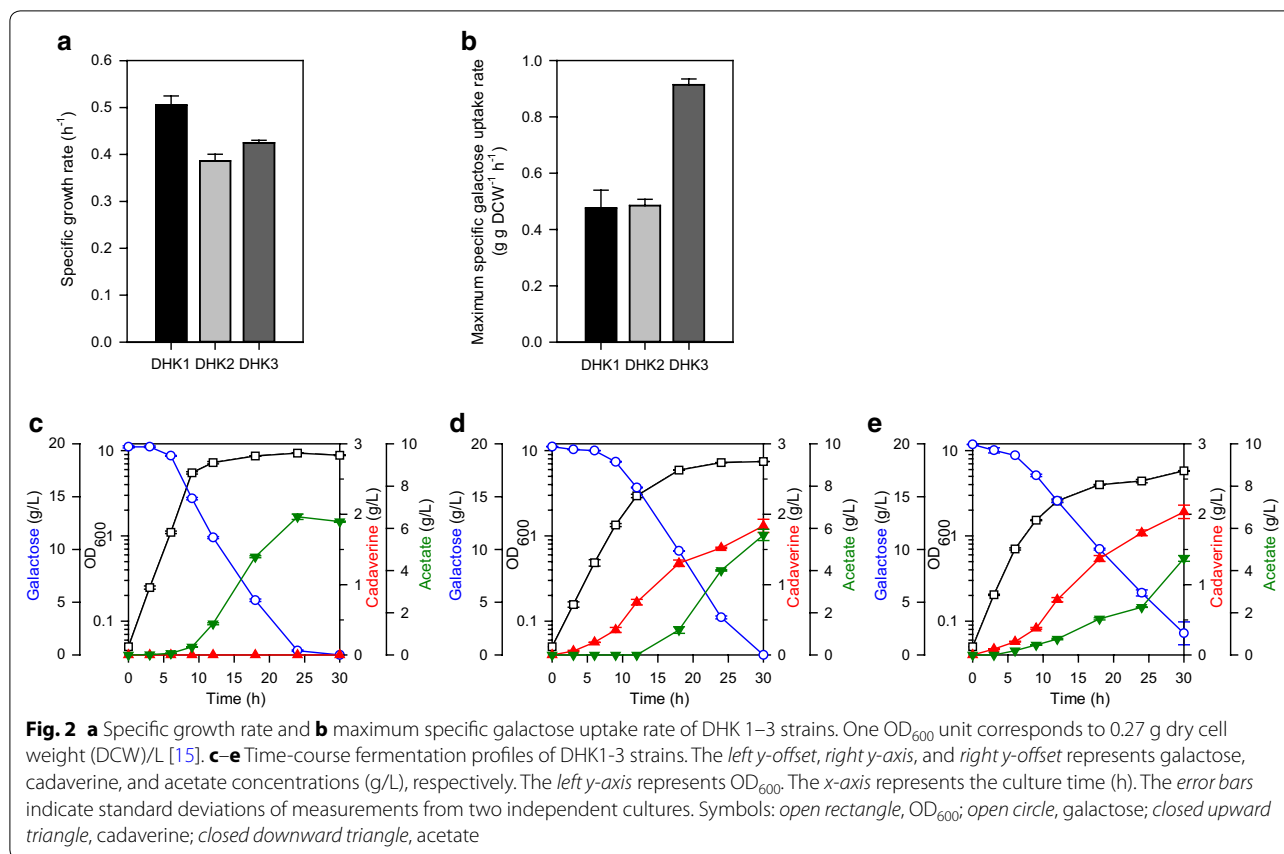 a
Specific growth rate (h-1)
0.6
0.5
0.4
0.3
0.2
0.1
0.0
DHK1 DHK2 DHK3
b
Maximum specific galactose uptake rate
(g g DCW-1 h-1)
1.0
0.8
0.6
0.4
0.2
0.0
DHK1 DHK2 DHK3
c
Galactose (g/L)
20
15
10
5
0
OD600
10
1
0.1
0 5 10 15 20 25 30
Time (h)
3
2
1
0
Cadaverine (g/L)
10
8
6
4
2
0
Acetate (g/L)
d
Galactose (g/L)
20
15
10
5
0
OD600
10
1
0.1
0 5 10 15 20 25 30
Time (h)
3
2
1
0
Cadaverine (g/L)
10
8
6
4
2
0
Acetate (g/L)
e
Galactose (g/L)
20
15
10
5
0
OD600
10
1
0.1
0 5 10 15 20 25 30
Time (h)
3
2
1
0
Cadaverine (g/L)
10
8
6
4
2
0
Acetate (g/L)
Fig. 2 a Specific growth rate and b maximum specific galactose uptake rate of DHK 1–3 strains. One OD600 unit corresponds to 0.27 g dry cell
weight (DCW)/L [15]. c–e Time-course fermentation profiles of DHK1-3 strains. The left y-offset, right y-axis, and right y-offset represents galactose,
cadaverine, and acetate concentrations (g/L), respectively. The left y-axis represents OD600. The x-axis represents the culture time (h). The error bars
indicate standard deviations of measurements from two independent cultures. Symbols: open rectangle, OD600; open circle, galactose; closed upward
triangle, cadaverine; closed downward triangle, acetate